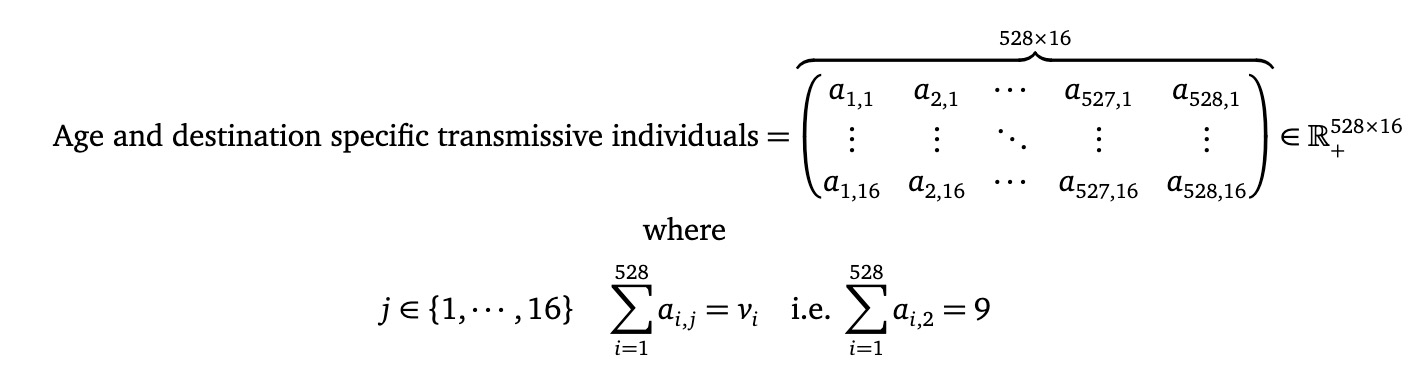 528×16
Age and destination specific transmissive individuals = ( a_{1,1} a_{2,1} ⋯ a_{527,1} a_{528,1}
⋮ ⋮ ⋱ ⋮ ⋮
a_{1,16} a_{2,16} ⋯ a_{527,16} a_{528,16} ) ∈ ℝ_+^{528×16}
where
j ∈ {1, ⋯ , 16} ∑_{i=1}^{528} a_{i,j} = v_i i.e. ∑_{i=1}^{528} a_{i,2} = 9